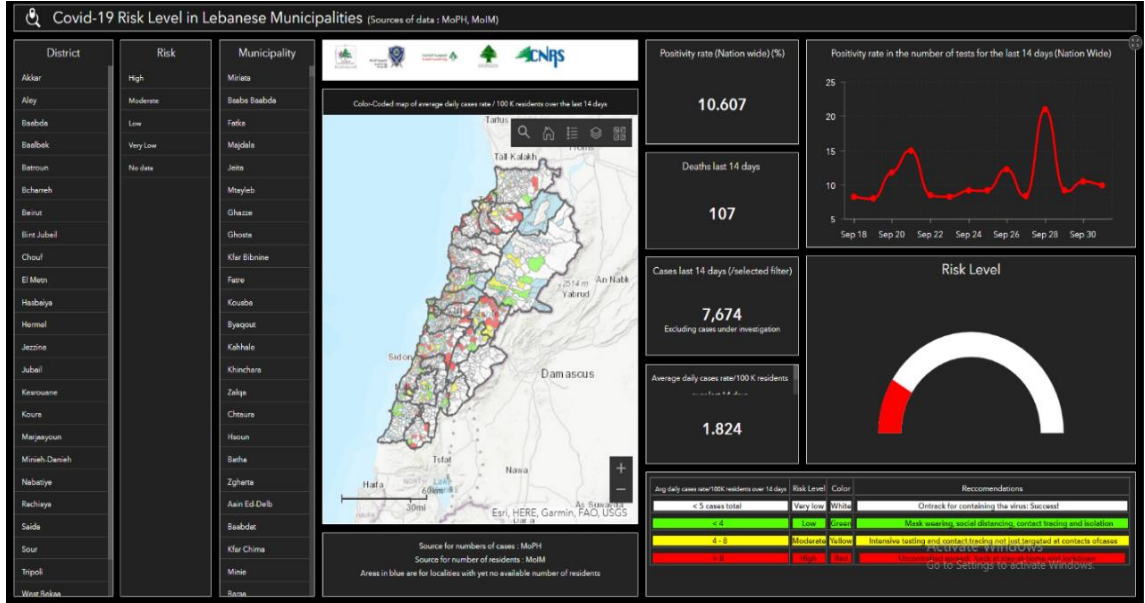 Covid-19 Risk Level in Lebanese Municipalities (Sources of data : MoPH, MoIM)
District
Akkar
Aley
Baabda
Baalbek
Batroun
Bcharreh
Beirut
Bint Jubeil
Chouf
El Metn
Hasbaiya
Hermel
Jezzine
Jubail
Kesrouane
Koura
Marjaayoun
Minieh-Danieh
Nabatiye
Rachiaya
Saida
Sour
Tripoli
West Bekaa
Risk
High
Moderate
Low
Very Low
No data
Municipality
Miriata
Baabda
Fatka
Majdala
Jeita
Mtayleb
Ghazze
Ghosta
Kfar Bibnine
Fatre
Kousba
Byaqout
Kahhale
Khinchara
Zalqa
Chtaura
Hsoun
Batha
Zgharta
Aain Ed-Delb
Beabdat
Kfar Chima
Minie
CNRS
Color-Coded map of average daily cases rate / 100 K residents over the last 14 days
Tartus
Tall Kalakh
Homs
An Nabk
2514 m
Yabrud
Sidon
Damascus
Tsfat
Nawa
Haifa
30mi
As Suwayda
Esri, HERE, Garmin, FAO, USGS
Source for numbers of cases : MoPH
Source for number of residents : MoIM
Areas in blue are for localities with yet no available number of residents
Positivity rate (Nation wide) (%)
10.607
Deaths last 14 days
107
Cases last 14 days (/selected filter)
7,674
Excluding cases under investigation
Average daily cases rate/100 K residents
1.824
Positivity rate in the number of tests for the last 14 days (Nation Wide)
25
20
15
10
5
Sep 18 Sep 20 Sep 22 Sep 24 Sep 26 Sep 28 Sep 30
Risk Level
Avg daily cases rate/100K residents over 14 days Risk Level Color Reccomendations
< 5 cases total Very low White Ontrack for containing the virus: Success!
< 4 Low Green Mask wearing, social distancing, contact tracing and isolation
4 - 8 Moderate Yellow Intensive testing and contact tracing not just targeted at contacts ofcases
> 8 High Red
Activate Windows
Go to Settings to activate Windows.